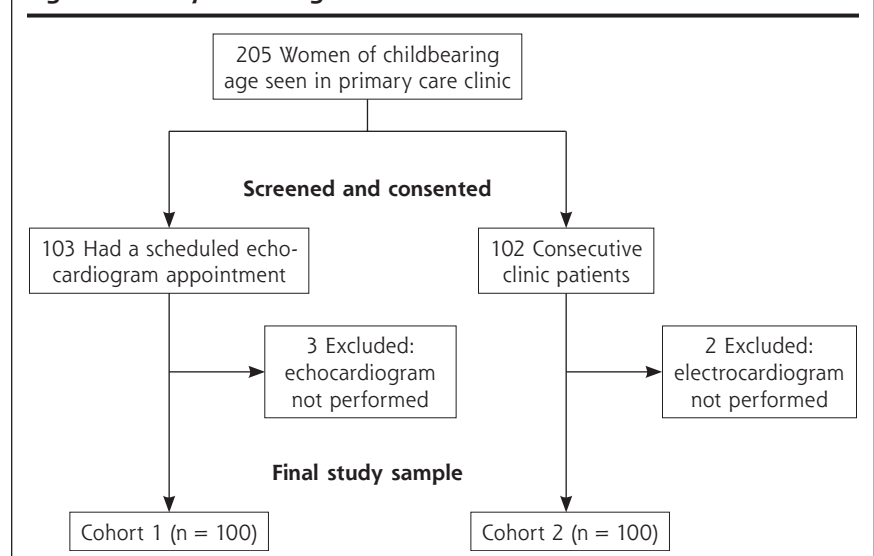 205 Women of childbearing
age seen in primary care clinic
Screened and consented
103 Had a scheduled echo-
cardiogram appointment
102 Consecutive
clinic patients
3 Excluded:
echocardiogram
not performed
2 Excluded:
electrocardiogram
not performed
Final study sample
Cohort 1 (n = 100)
Cohort 2 (n = 100)